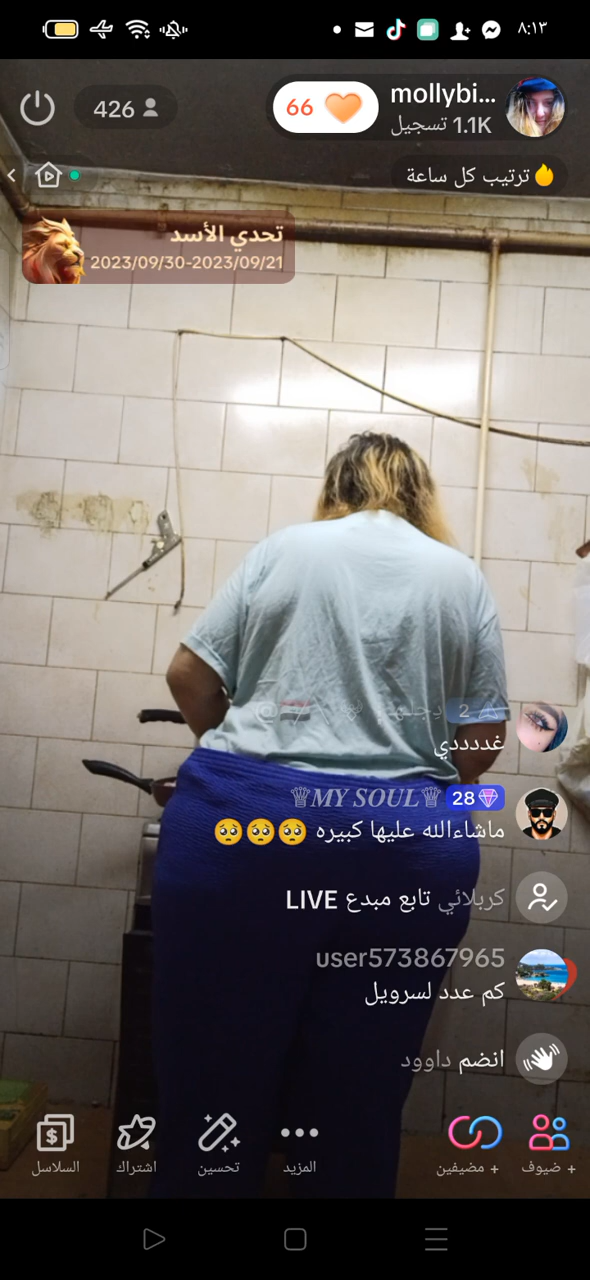 ٨:١٣
mollybi...
1.1K تسجيل
66
426
ترتيب كل ساعة
تحدي الأسد
2023/09/30-2023/09/21
2
غدددددي
MY SOUL
28
ماشاءالله عليها كبيره 🥺🥺🥺
كربلائي تابع مبدع LIVE
user573867965
كم عدد لسرويل
انضم داوود
+ ضيوف
+ مضيفين
المزيد
تحسين
اشتراك
السلاسل